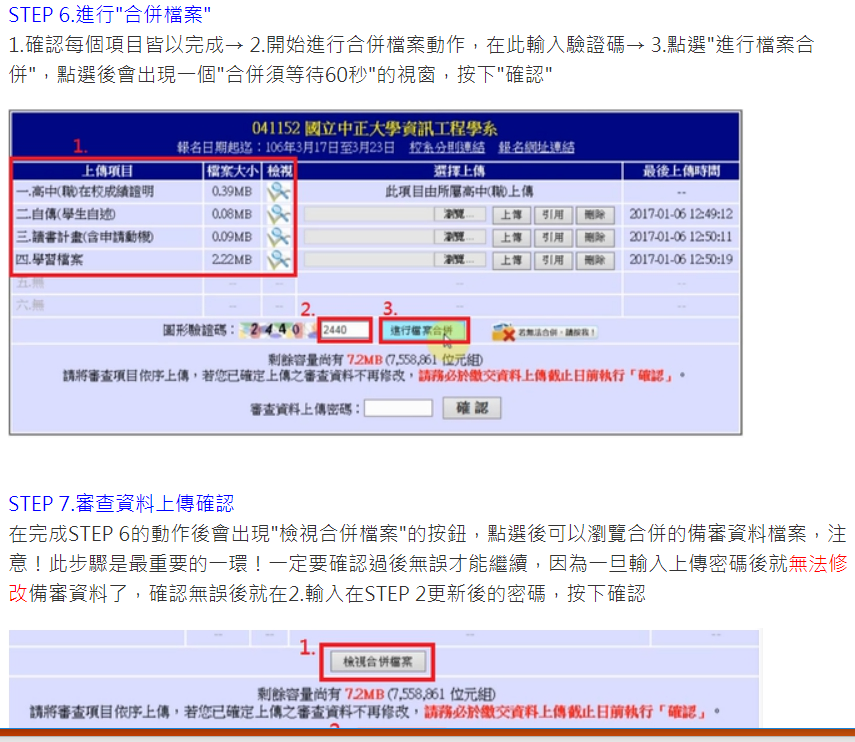 STEP 6.進行"合併檔案"
1.確認每個項目皆以完成→ 2.開始進行合併檔案動作，在此輸入驗證碼→ 3.點選"進行檔案合
併"，點選後會出現一個"合併須等待60秒"的視窗，按下"確認"
041152 國立中正大學資訊工程學系
1.
報名日期起迄：106年3月17日至3月23日 校系分則連結 報名網址連結
上傳項目 檔案大小 檢視 選擇上傳 最後上傳時間
一.高中(職)在校成績證明 0.39MB 此項目由所屬高中(職)上傳 --
二.自傳(學生自述) 0.08MB 瀏覽... 上傳 引用 刪除 2017-01-06 12:49:12
三.讀書計畫(含申請動機) 0.09MB 瀏覽... 上傳 引用 刪除 2017-01-06 12:50:11
四.學習檔案 2.22MB 瀏覽... 上傳 引用 刪除 2017-01-06 12:50:19
五.無 -- -- -- --
六.無 -- -- -- --
2. 3.
圖形驗證碼： 2440 2440 進行檔案合併 若無法合併，請按我！
剩餘容量尚有 7.2MB (7,558,861 位元組)
請將審查項目依序上傳，若您已確定上傳之審查資料不再修改，請務必於繳交資料上傳截止日前執行「確認」。
審查資料上傳密碼： 確認
STEP 7.審查資料上傳確認
在完成STEP 6的動作後會出現"檢視合併檔案"的按鈕，點選後可以瀏覽合併的備審資料檔案，注
意！此步驟是最重要的一環！一定要確認過後無誤才能繼續，因為一旦輸入上傳密碼後就無法修
改備審資料了，確認無誤後就在2.輸入在STEP 2更新後的密碼，按下確認
-- -- -- --
1.
檢視合併檔案
剩餘容量尚有 7.2MB (7,558,861 位元組)
請將審查項目依序上傳，若您已確定上傳之審查資料不再修改，請務必於繳交資料上傳截止日前執行「確認」。